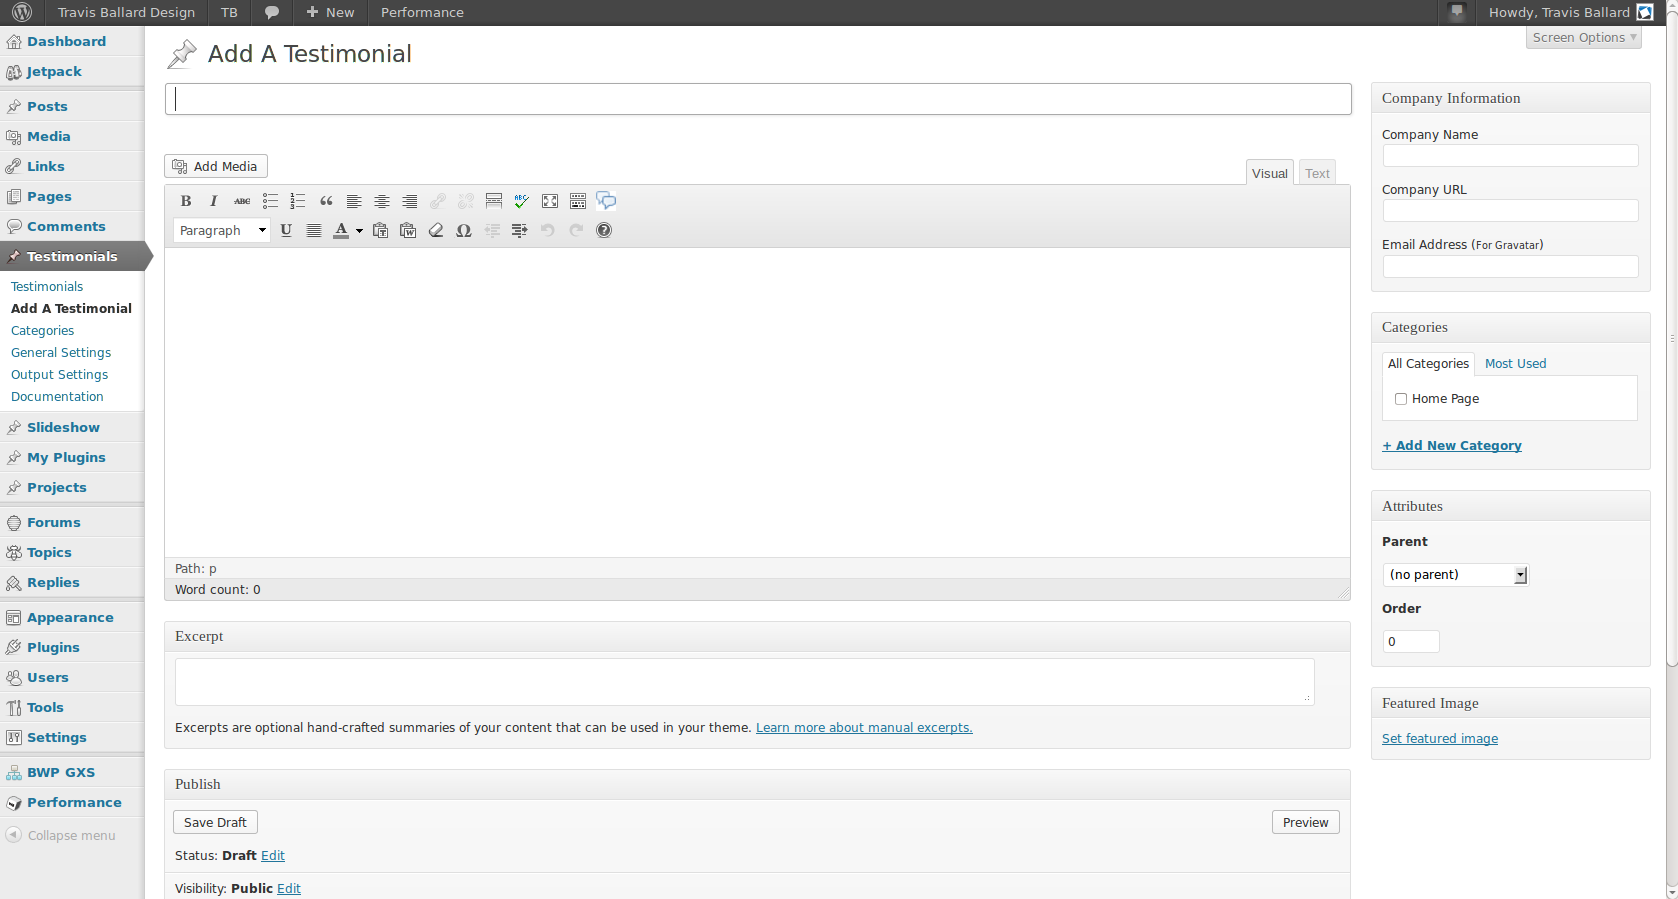 Travis Ballard Design TB New Performance Howdy, Travis Ballard
Screen Options
Dashboard
Jetpack
Posts
Media
Links
Pages
Comments
Testimonials
Testimonials
Add A Testimonial
Categories
General Settings
Output Settings
Documentation
Slideshow
My Plugins
Projects
Forums
Topics
Replies
Appearance
Plugins
Users
Tools
Settings
BWP GXS
Performance
Collapse menu
Add A Testimonial
Add Media
Visual Text
B I ABC ABC
Paragraph U A Ω ?
Path: p
Word count: 0
Excerpt
Excerpts are optional hand-crafted summaries of your content that can be used in your theme. Learn more about manual excerpts.
Publish
Save Draft Preview
Status: Draft Edit
Visibility: Public Edit
Company Information
Company Name
Company URL
Email Address (For Gravatar)
Categories
All Categories Most Used
Home Page
+ Add New Category
Attributes
Parent
(no parent)
Order
0
Featured Image
Set featured image